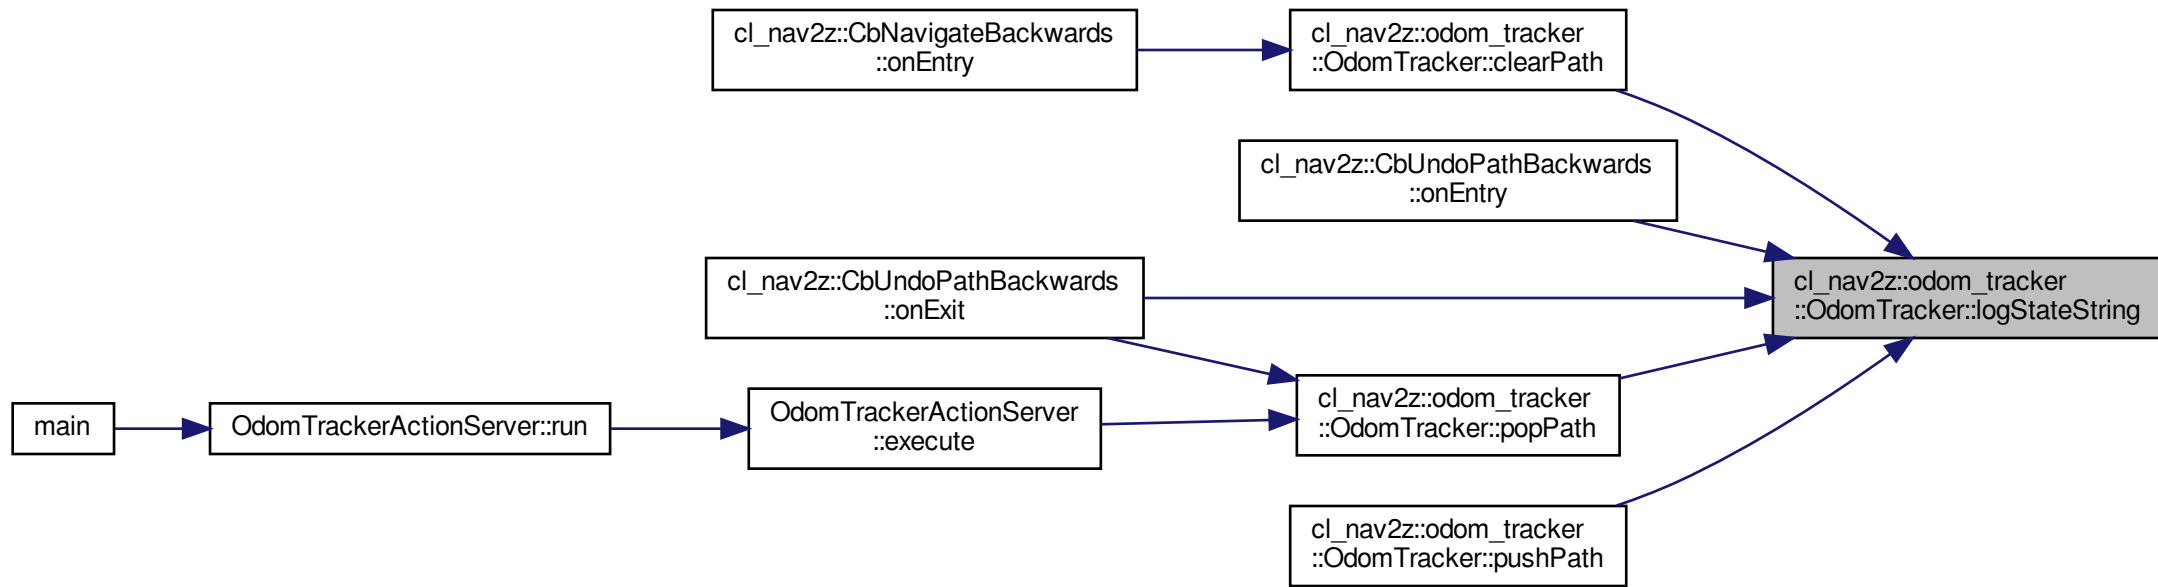 cl_nav2z::CbNavigateBackwards
::onEntry
cl_nav2z::odom_tracker
::OdomTracker::clearPath
cl_nav2z::CbUndoPathBackwards
::onEntry
cl_nav2z::CbUndoPathBackwards
::onExit
cl_nav2z::odom_tracker
::OdomTracker::logStateString
main
OdomTrackerActionServer::run
OdomTrackerActionServer
::execute
cl_nav2z::odom_tracker
::OdomTracker::popPath
cl_nav2z::odom_tracker
::OdomTracker::pushPath